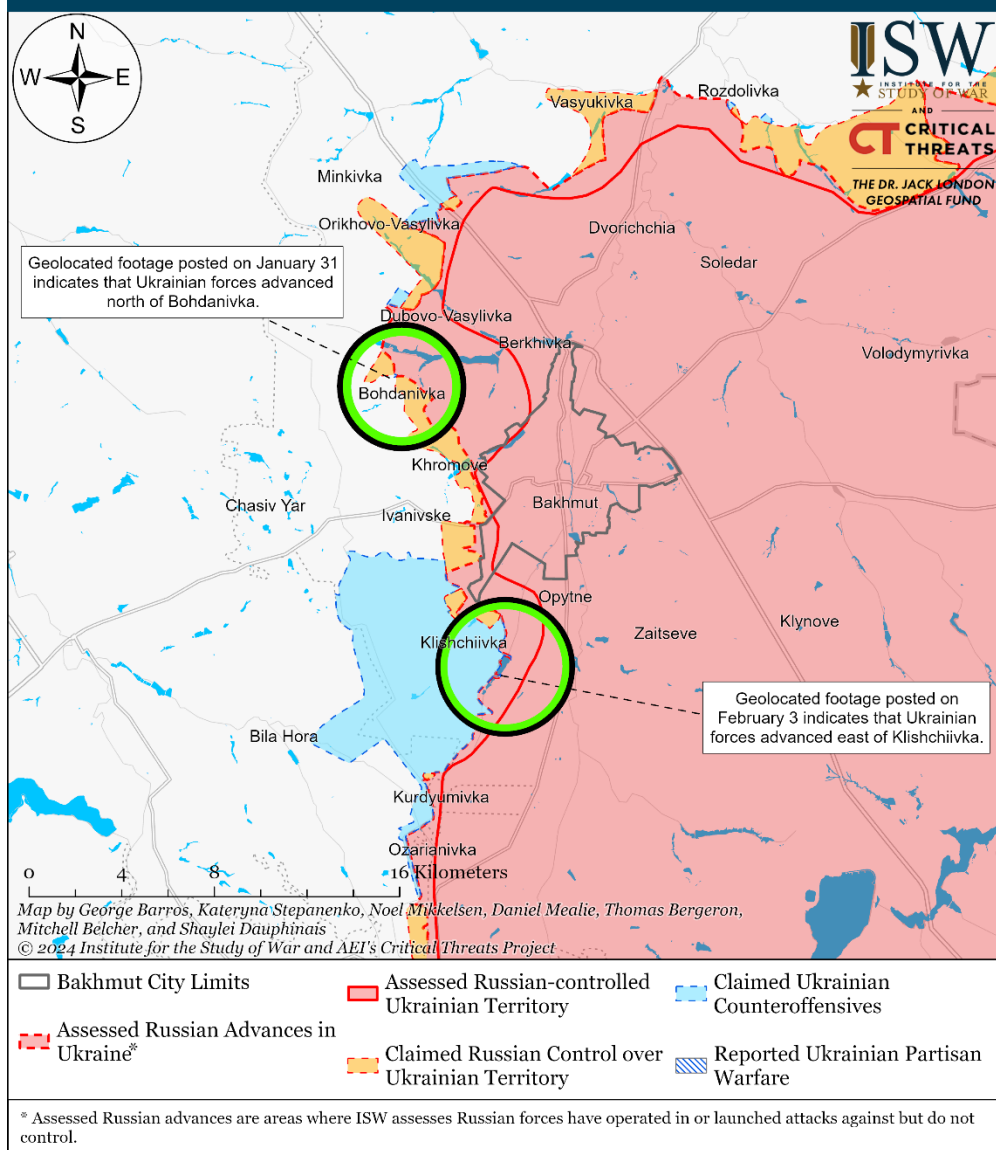 N
W E
S
ISW
INSTITUTE FOR THE
STUDY OF WAR
AND
CT CRITICAL
THREATS
THE DR. JACK LONDON
GEOSPATIAL FUND
Vasyukivka
Rozdolivka
Minkivka
Orikhovo-Vasylivka
Dvorichchia
Soledar
Geolocated footage posted on January 31
indicates that Ukrainian forces advanced
north of Bohdanivka.
Dubovo-Vasylivka
Berkhivka
Volodymyrivka
Bohdanivka
Khromove
Chasiv Yar
Ivanivske
Bakhmut
Opytne
Klishchiivka
Zaitseve
Klynove
Geolocated footage posted on
February 3 indicates that Ukrainian
forces advanced east of Klishchiivka.
Bila Hora
Kurdyumivka
Ozarianivka
0 4 8 16 Kilometers
Map by George Barros, Kateryna Stepanenko, Noel Mikkelsen, Daniel Mealie, Thomas Bergeron,
Mitchell Belcher, and Shaylei Dauphinais
© 2024 Institute for the Study of War and AEI's Critical Threats Project
Bakhmut City Limits
Assessed Russian Advances in
Ukraine*
Assessed Russian-controlled
Ukrainian Territory
Claimed Russian Control over
Ukrainian Territory
Claimed Ukrainian
Counteroffensives
Reported Ukrainian Partisan
Warfare
* Assessed Russian advances are areas where ISW assesses Russian forces have operated in or launched attacks against but do not
control.